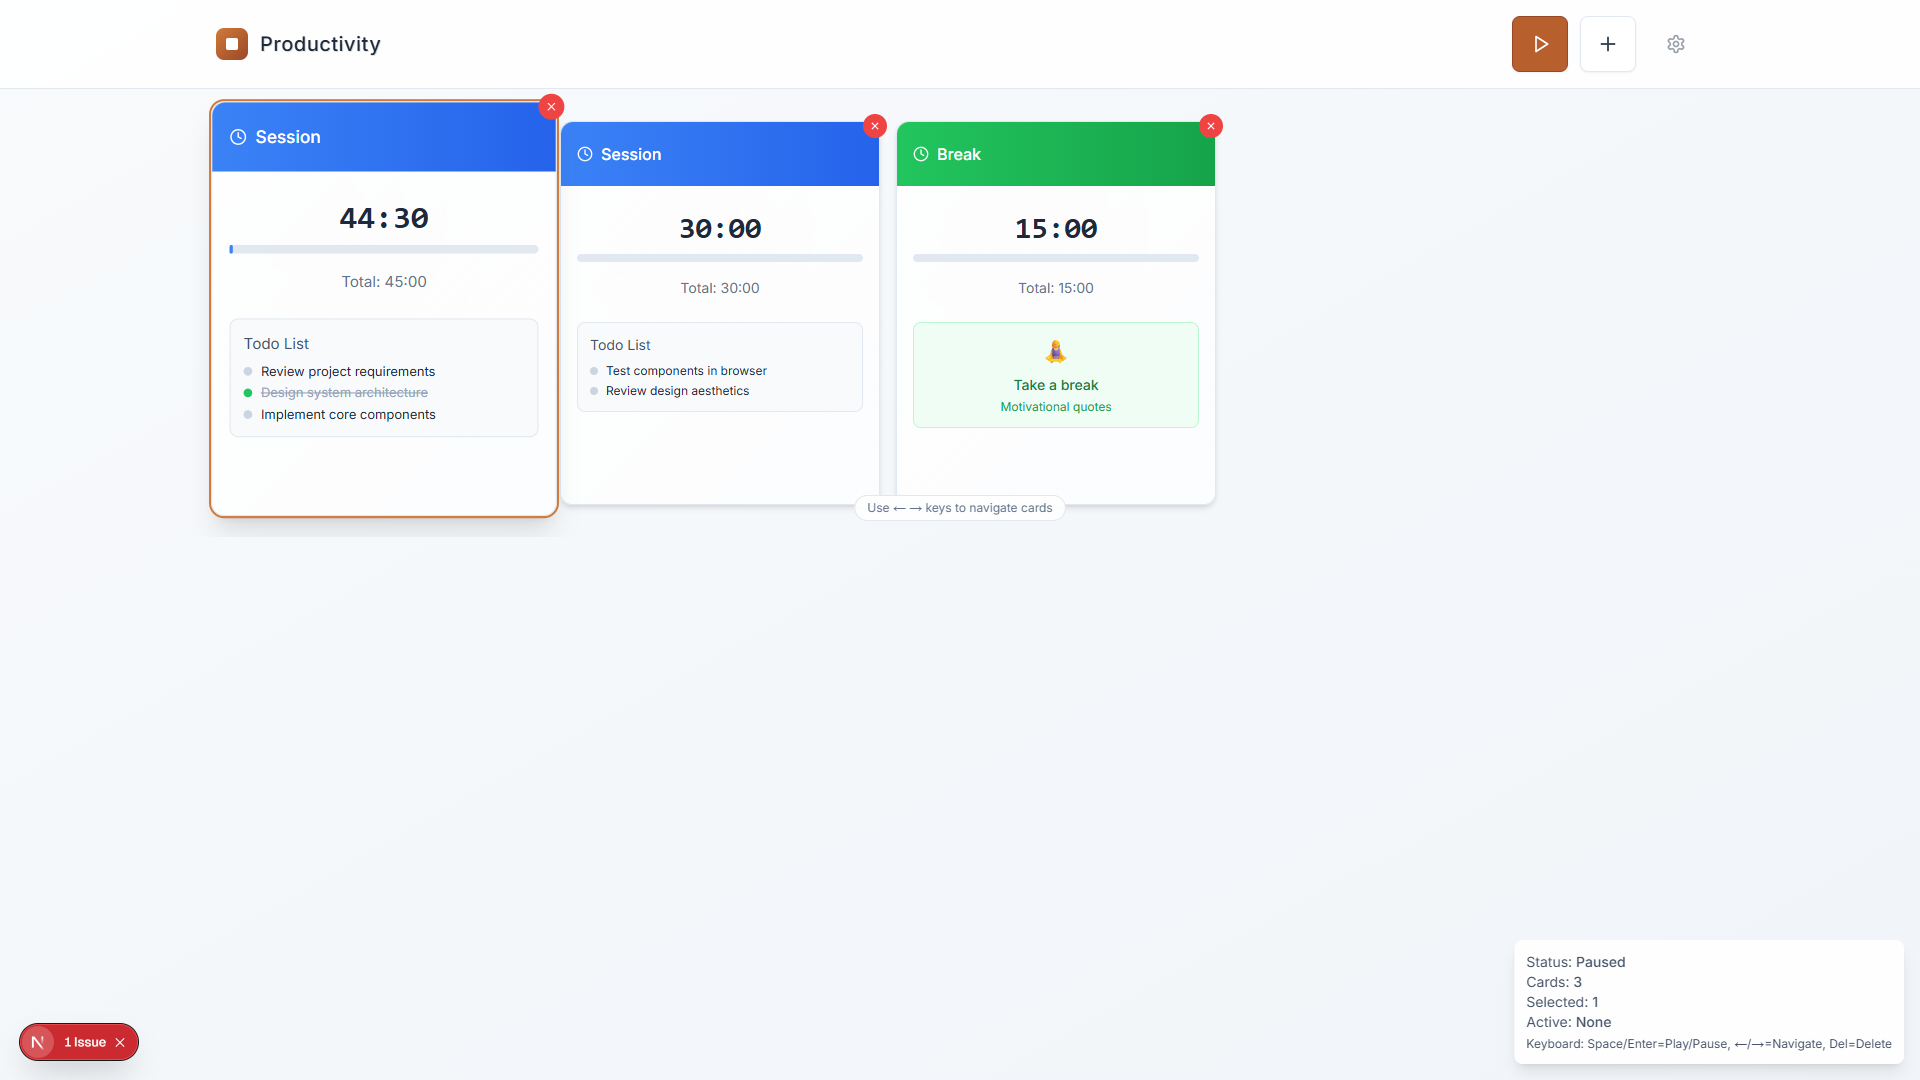 Productivity
Session
44:30
Total: 45:00
Todo List
Review project requirements
Design system architecture
Implement core components
Session
30:00
Total: 30:00
Todo List
Test components in browser
Review design aesthetics
Break
15:00
Total: 15:00
Take a break
Motivational quotes
Use ← → keys to navigate cards
Status: Paused
Cards: 3
Selected: 1
Active: None
Keyboard: Space/Enter=Play/Pause, ←/→=Navigate, Del=Delete
N 1 Issue